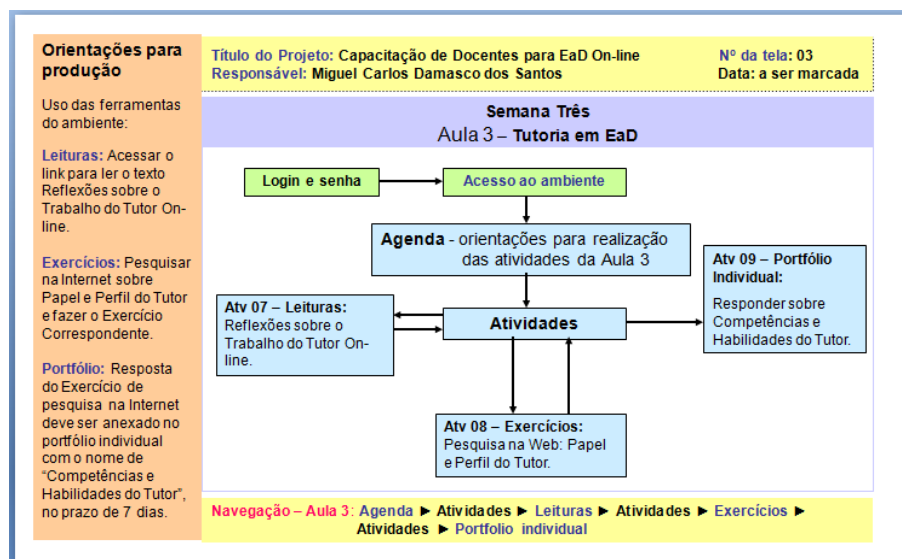 Orientações para
produção
Uso das ferramentas
do ambiente:
Leituras: Acessar o
link para ler o texto
Reflexões sobre o
Trabalho do Tutor On-
line.
Exercícios: Pesquisar
na Internet sobre
Papel e Perfil do Tutor
e fazer o Exercício
Correspondente.
Portfólio: Resposta
do Exercício de
pesquisa na Internet
deve ser anexado no
portfólio individual
com o nome de
“Competências e
Habilidades do Tutor”,
no prazo de 7 dias.
Título do Projeto: Capacitação de Docentes para EaD On-line
Nº da tela: 03
Responsável: Miguel Carlos Damasco dos Santos
Data: a ser marcada
Semana Três
Aula 3 – Tutoria em EaD
Login e senha
Acesso ao ambiente
Agenda - orientações para realização
das atividades da Aula 3
Atv 07 – Leituras:
Reflexões sobre o
Trabalho do Tutor On-
line.
Atividades
Atv 09 – Portfólio
Individual:
Responder sobre
Competências e
Habilidades do Tutor.
Atv 08 – Exercícios:
Pesquisa na Web: Papel
e Perfil do Tutor.
Navegação – Aula 3: Agenda ► Atividades ► Leituras ► Atividades ► Exercícios ►
Atividades ► Portfolio individual